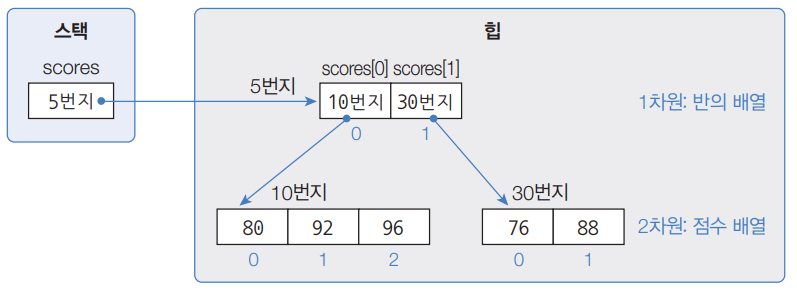 스택
힙
scores
scores[0] scores[1]
5번지
5번지
10번지 30번지
1차원: 반의 배열
0 1
10번지
30번지
80 92 96
76 88
2차원: 점수 배열
0 1 2
0 1